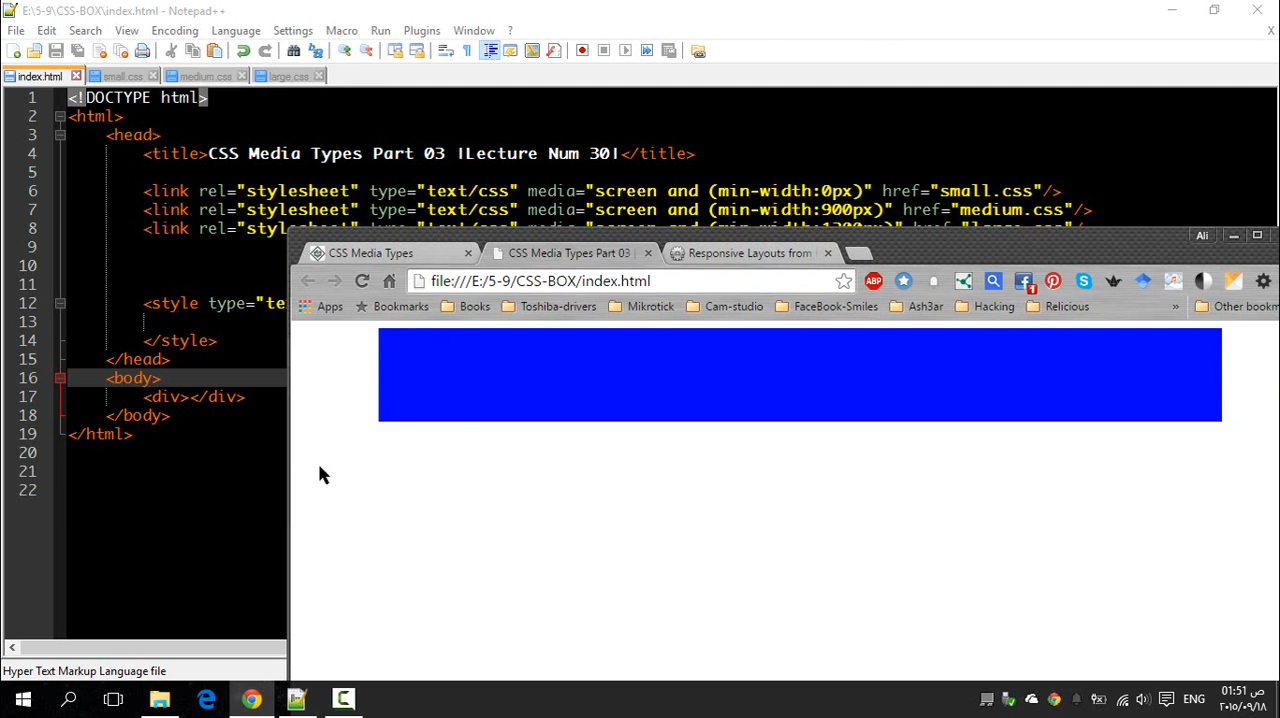 E:\5-9\CSS-BOX\index.html - Notepad++
File Edit Search View Encoding Language Settings Macro Run Plugins Window ? X
index.html small.css medium.css large.css
1 <!DOCTYPE html>
2 <html>
3 <head>
4 <title>CSS Media Types Part 03 |Lecture Num 30|</title>
5
6 <link rel="stylesheet" type="text/css" media="screen and (min-width:0px)" href="small.css"/>
7 <link rel="stylesheet" type="text/css" media="screen and (min-width:900px)" href="medium.css"/>
8 <link rel="styles
9
10
11
12 <style type="te
13
14 </style>
15 </head>
16 <body>
17 <div></div>
18 </body>
19 </html>
20
21
22
Ali
CSS Media Types CSS Media Types Part 03 | Responsive Layouts from
file:///E:/5-9/CSS-BOX/index.html ABP 1
Apps Bookmarks Books Toshiba-drivers Mikrotick Cam-studio FaceBook-Smiles Ash3ar Hacking Relicious » Other bookm
Hyper Text Markup Language file
ENG
01:51 ص
٢٠١٥/٠٩/١٨